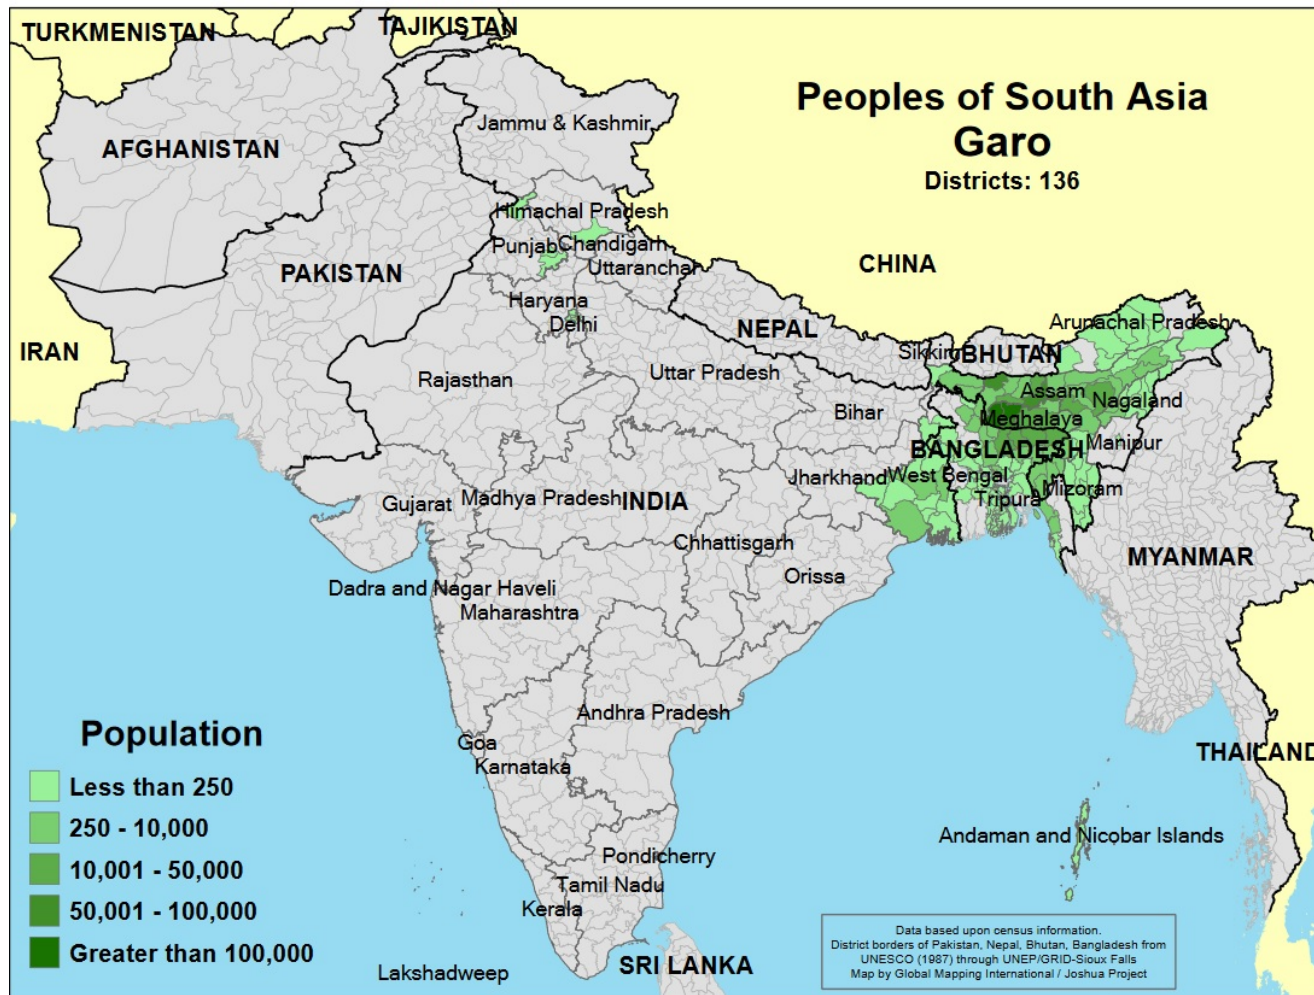 TURKMENISTAN
TAJIKISTAN
Peoples of South Asia
Garo
Districts: 136
Jammu & Kashmir
AFGHANISTAN
Himachal Pradesh
Punjab
Chandigarh
Uttaranchal
CHINA
PAKISTAN
Haryana
Delhi
NEPAL
Arunachal Pradesh
IRAN
Sikkim
BHUTAN
Rajasthan
Uttar Pradesh
Assam
Nagaland
Bihar
Meghalaya
BANGLADESH
Manipur
Jharkhand
West Bengal
Tripura
Mizoram
Gujarat
Madhya Pradesh
INDIA
Chhattisgarh
MYANMAR
Orissa
Dadra and Nagar Haveli
Maharashtra
Andhra Pradesh
Goa
Karnataka
THAILAND
Population
Less than 250
250 - 10,000
10,001 - 50,000
50,001 - 100,000
Greater than 100,000
Andaman and Nicobar Islands
Pondicherry
Tamil Nadu
Kerala
Lakshadweep
SRI LANKA
Data based upon census information.
District borders of Pakistan, Nepal, Bhutan, Bangladesh from
UNESCO (1987) through UNEP/GRID-Sioux Falls
Map by Global Mapping International / Joshua Project